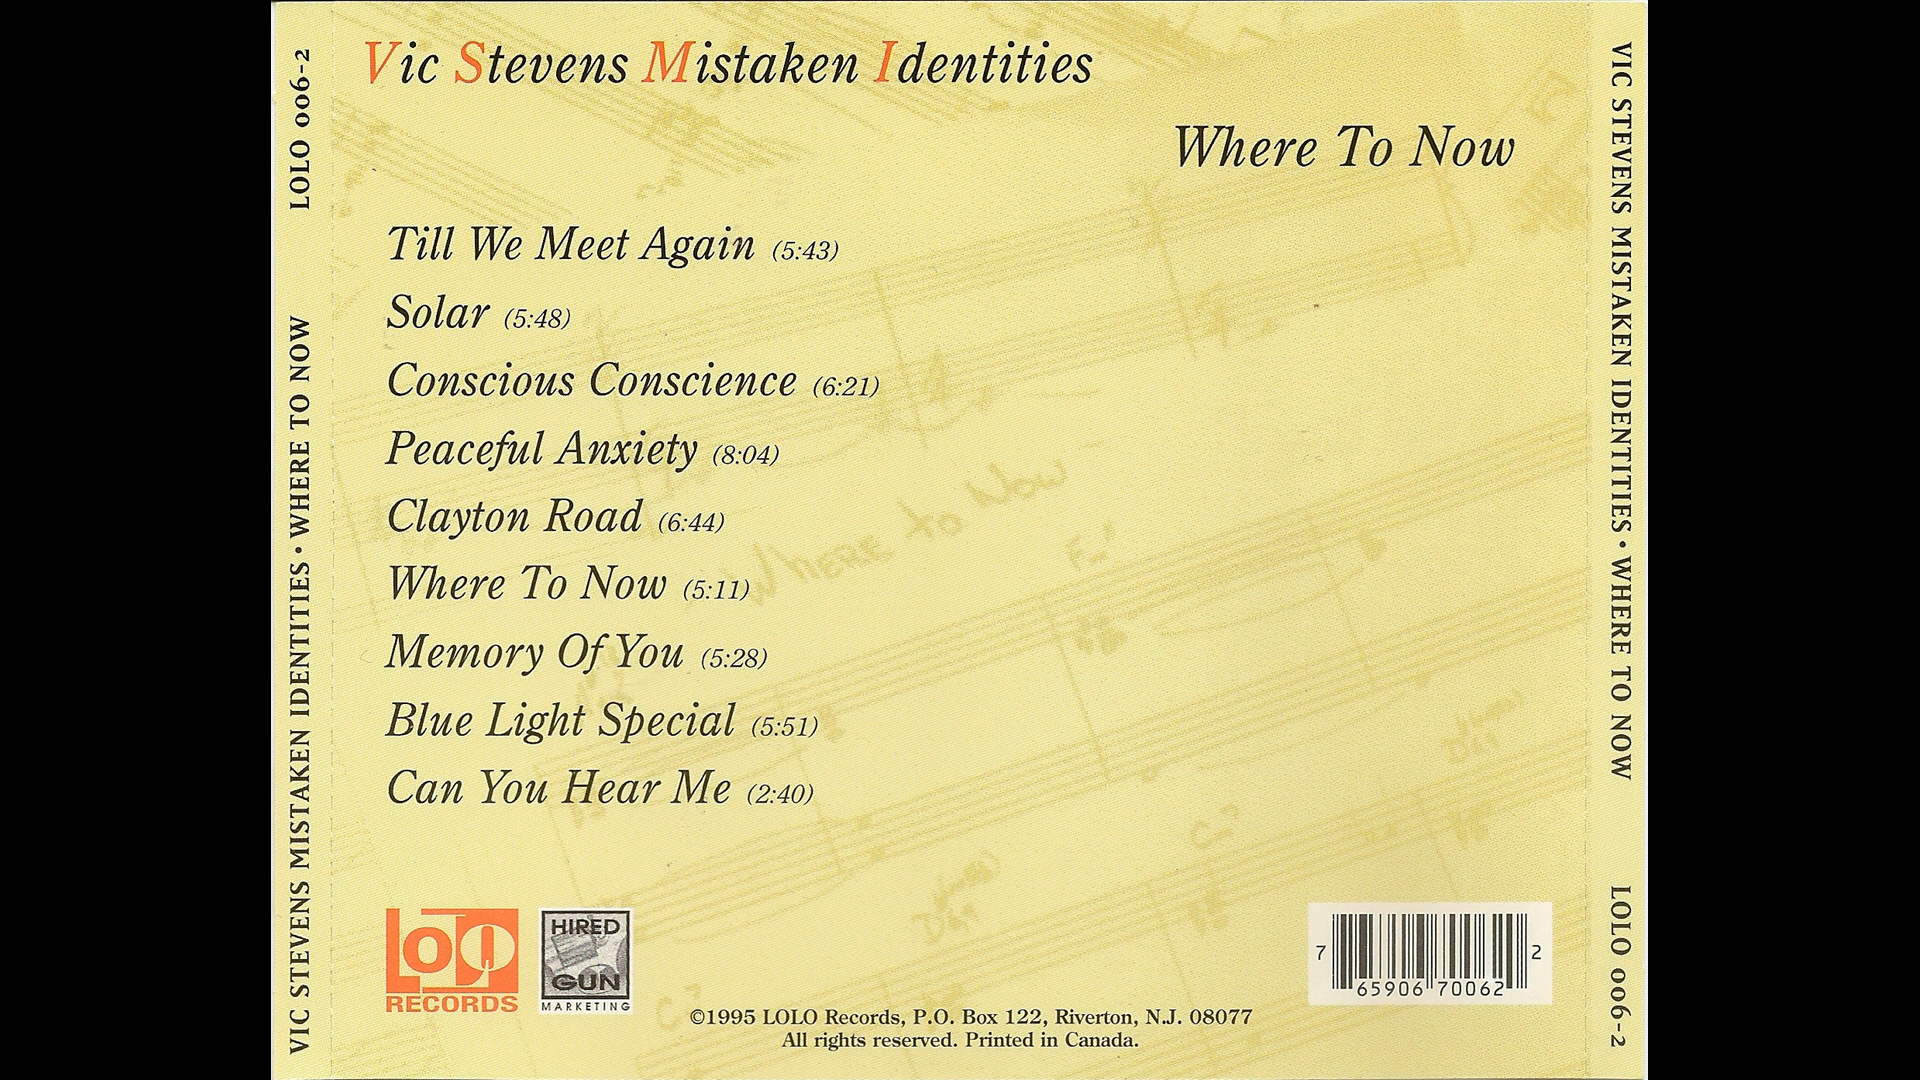 Vic Stevens Mistaken Identities
Where To Now
Till We Meet Again (5:43)
Solar (5:48)
Conscious Conscience (6:21)
Peaceful Anxiety (8:04)
Clayton Road (6:44)
Where To Now (5:11)
Memory Of You (5:28)
Blue Light Special (5:51)
Can You Hear Me (2:40)
Where to Now
LOLO
RECORDS
HIRED
GUN
MARKETING
7 65906 70062 2
©1995 LOLO Records, P.O. Box 122, Riverton, N.J. 08077
All rights reserved. Printed in Canada.
VIC STEVENS MISTAKEN IDENTITIES • WHERE TO NOW LOLO 006-2
VIC STEVENS MISTAKEN IDENTITIES • WHERE TO NOW LOLO 006-2